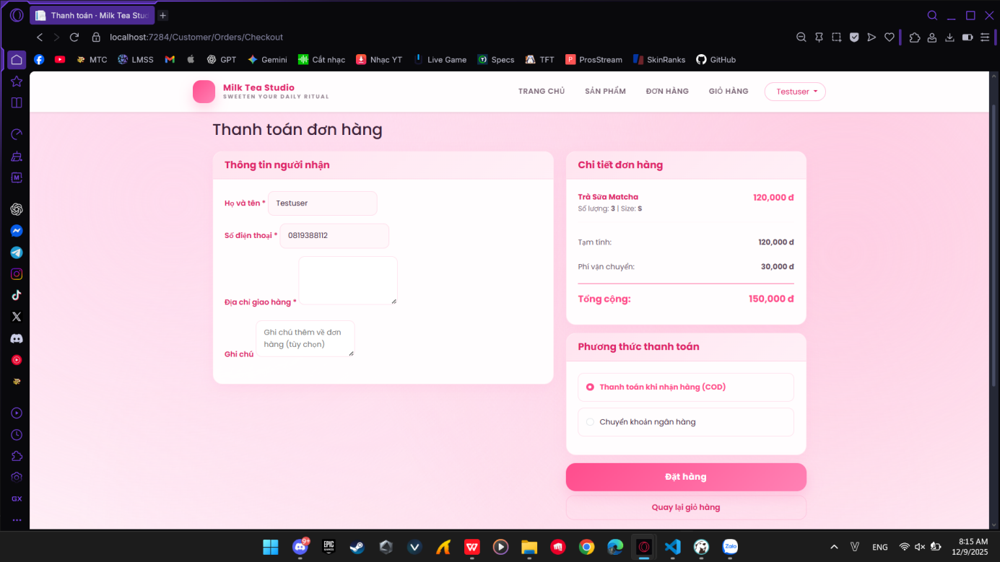 Thanh toán · Milk Tea Stud
localhost:7284/Customer/Orders/Checkout
MTC
LMSS
GPT
Gemini
Cắt nhạc
Nhạc YT
Live Game
Specs
TFT
ProsStream
SkinRanks
GitHub
Milk Tea Studio
SWEETEN YOUR DAILY RITUAL
TRANG CHỦ
SẢN PHẨM
ĐƠN HÀNG
GIỎ HÀNG
Testuser
Thanh toán đơn hàng
Thông tin người nhận
Họ và tên *
Testuser
Số điện thoại *
0819388112
Địa chỉ giao hàng *
Ghi chú thêm về đơn
hàng (tùy chọn)
Ghi chú
Chi tiết đơn hàng
Trà Sữa Matcha
120,000 đ
Số lượng: 3 | Size: S
Tạm tính:
120,000 đ
Phí vận chuyển:
30,000 đ
Tổng cộng:
150,000 đ
Phương thức thanh toán
Thanh toán khi nhận hàng (COD)
Chuyển khoản ngân hàng
Đặt hàng
Quay lại giỏ hàng
GX
9+
EPIC
GAMES
Zalo
ENG
8:15 AM
12/9/2025